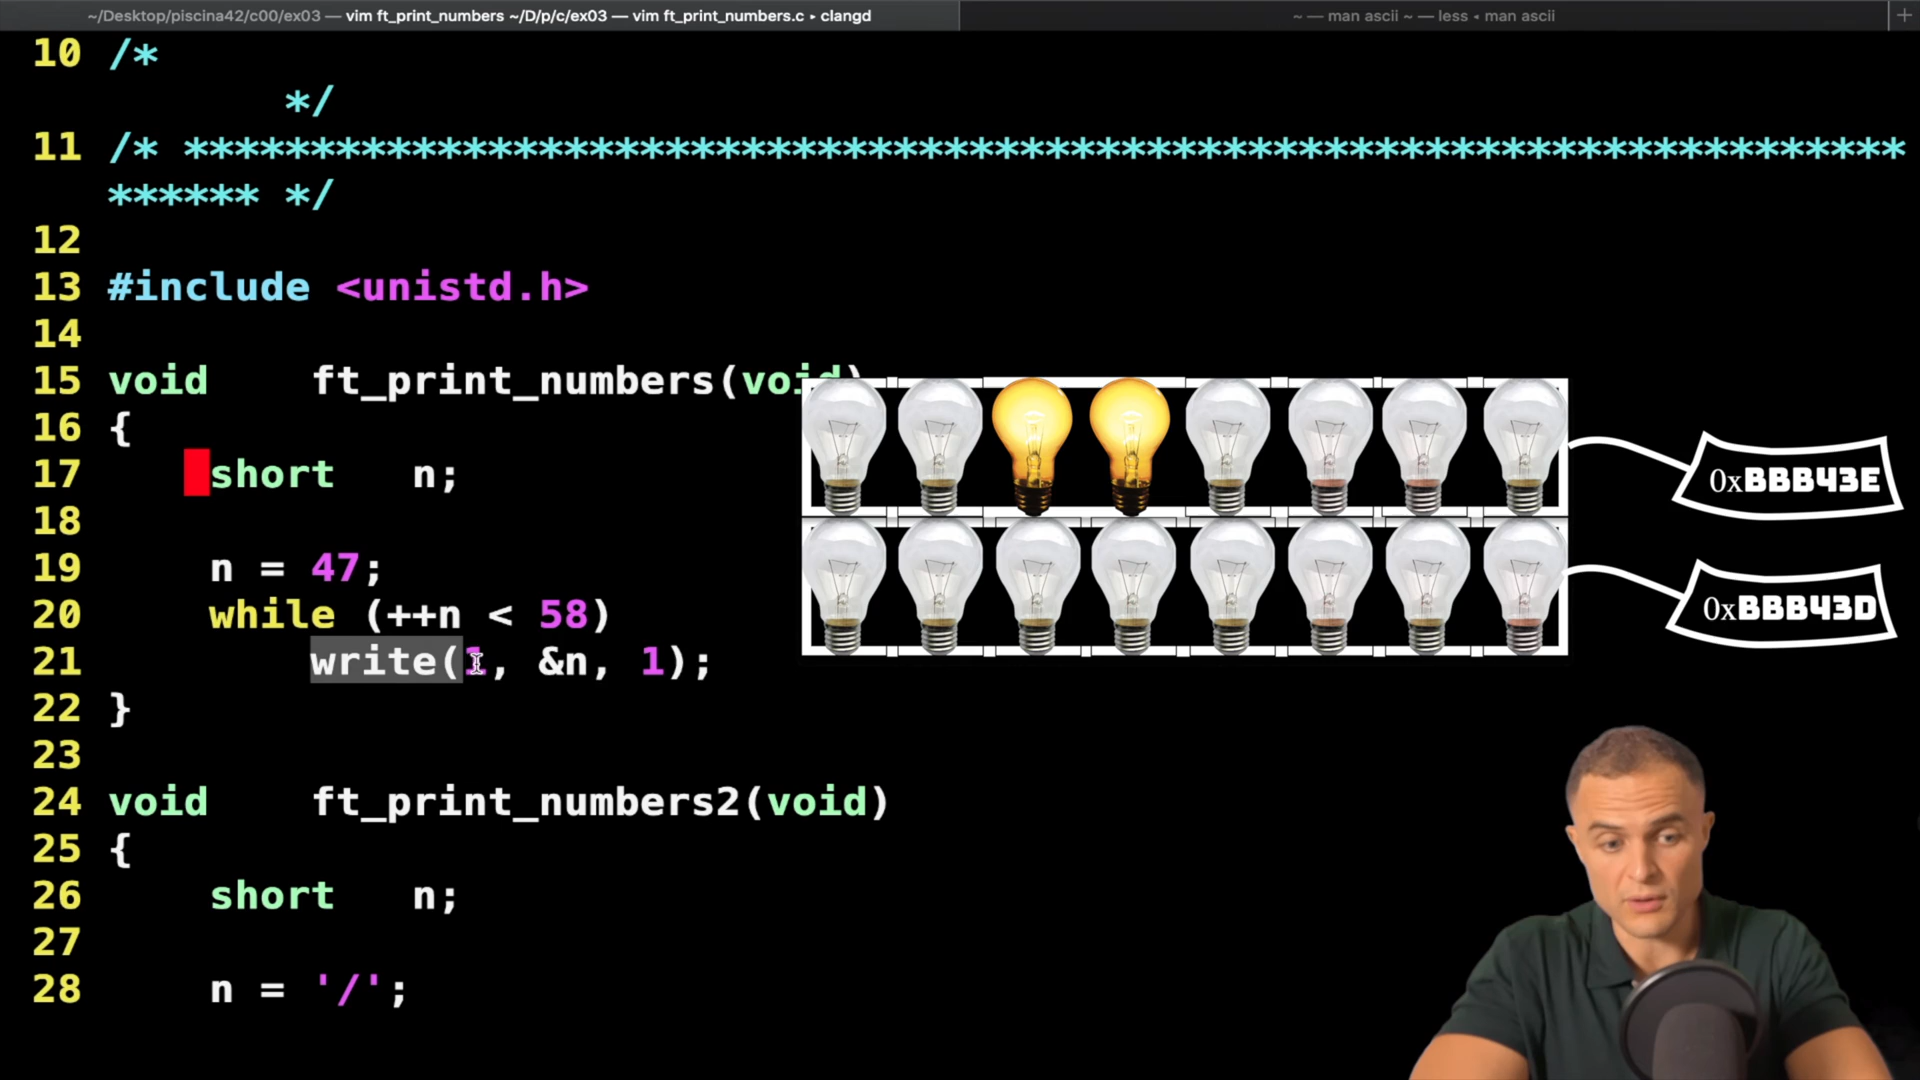 ~/Desktop/piscina42/c00/ex03 — vim ft_print_numbers ~/D/p/c/ex03 — vim ft_print_numbers.c ▸ clangd
~ — man ascii ~ — less ◂ man ascii
10 /*
*/
11 /* ********************************************************************
****** */
12
13 #include <unistd.h>
14
15 void ft_print_numbers(void)
16 {
17 short n;
18
19 n = 47;
20 while (++n < 58)
21 write(1, &n, 1);
22 }
23
24 void ft_print_numbers2(void)
25 {
26 short n;
27
28 n = '/';
0xBBB43E
0xBBB43D